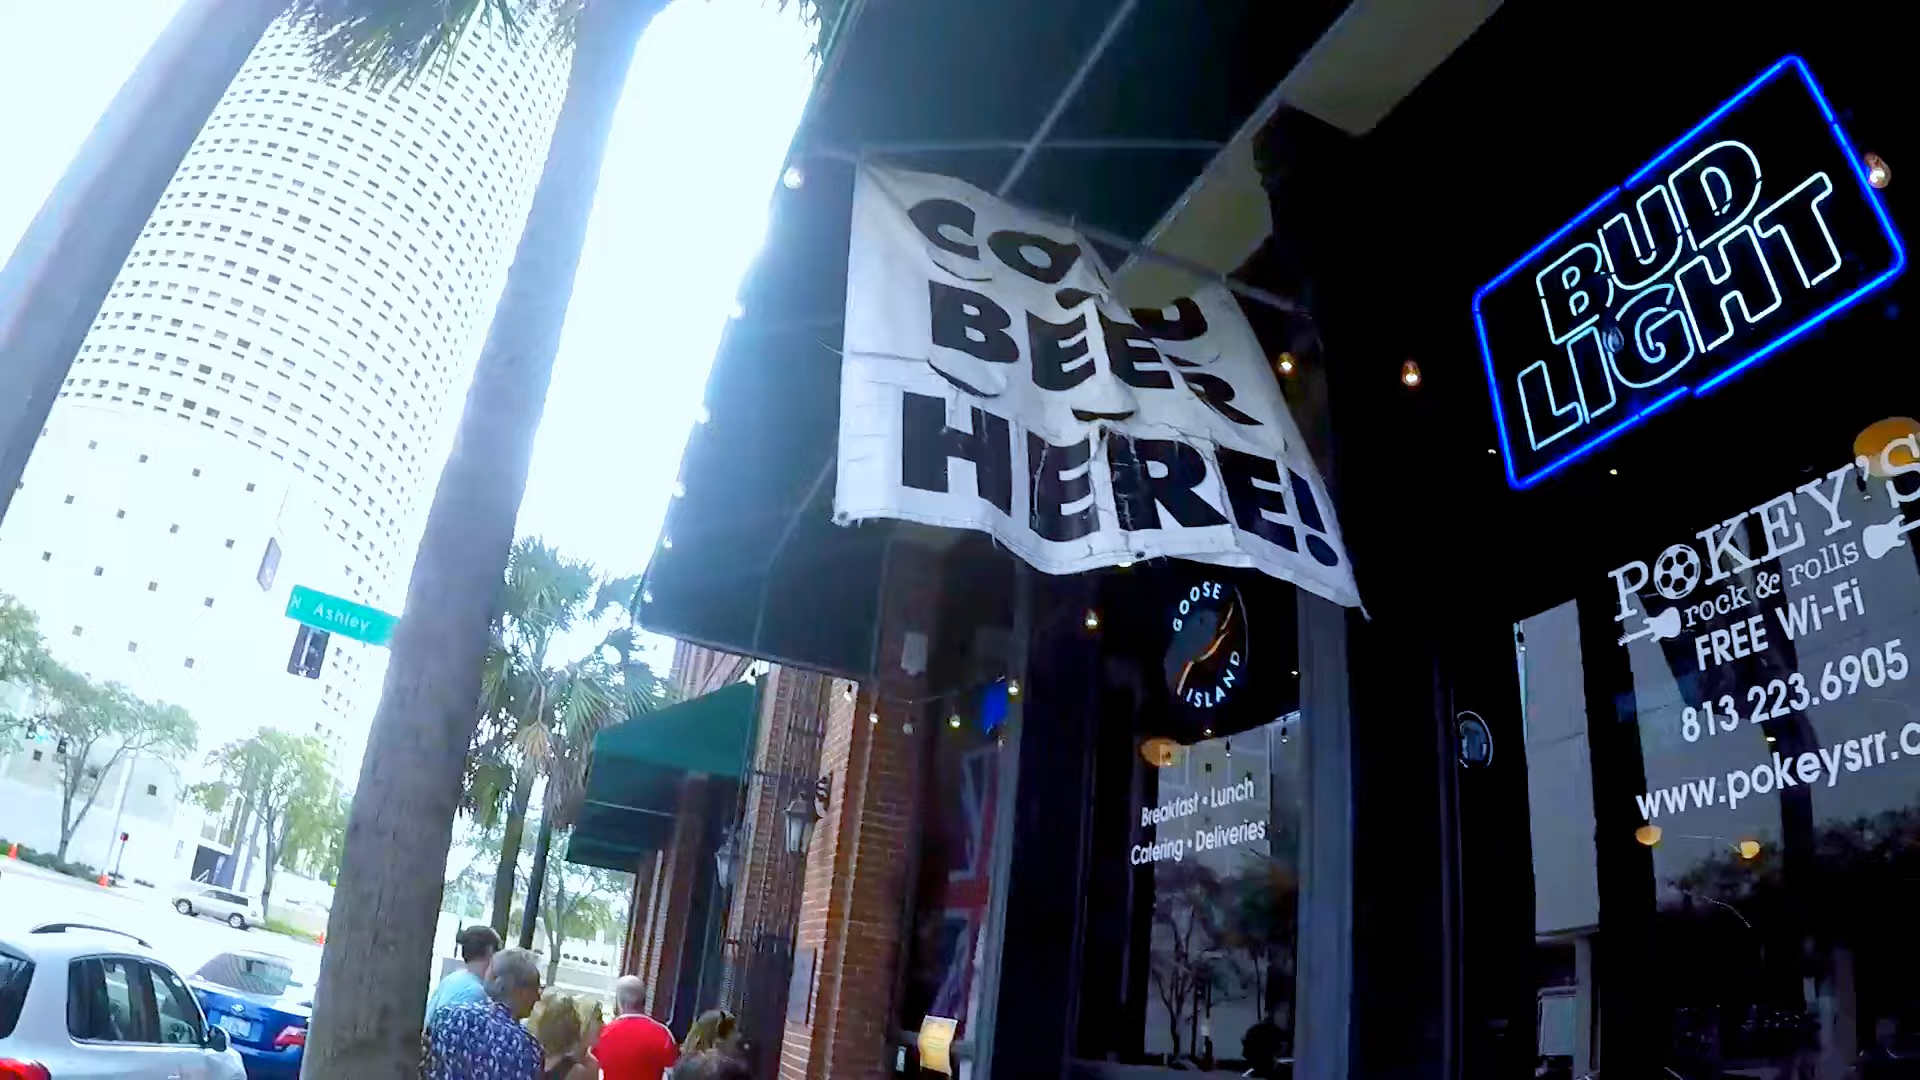 N Ashley
COLD
BEER
HERE!
BUD
LIGHT
GOOSE
ISLAND
Breakfast • Lunch
Catering • Deliveries
POKEY'S
rock & rolls
FREE Wi-Fi
813 223.6905
www.pokeysrr.c